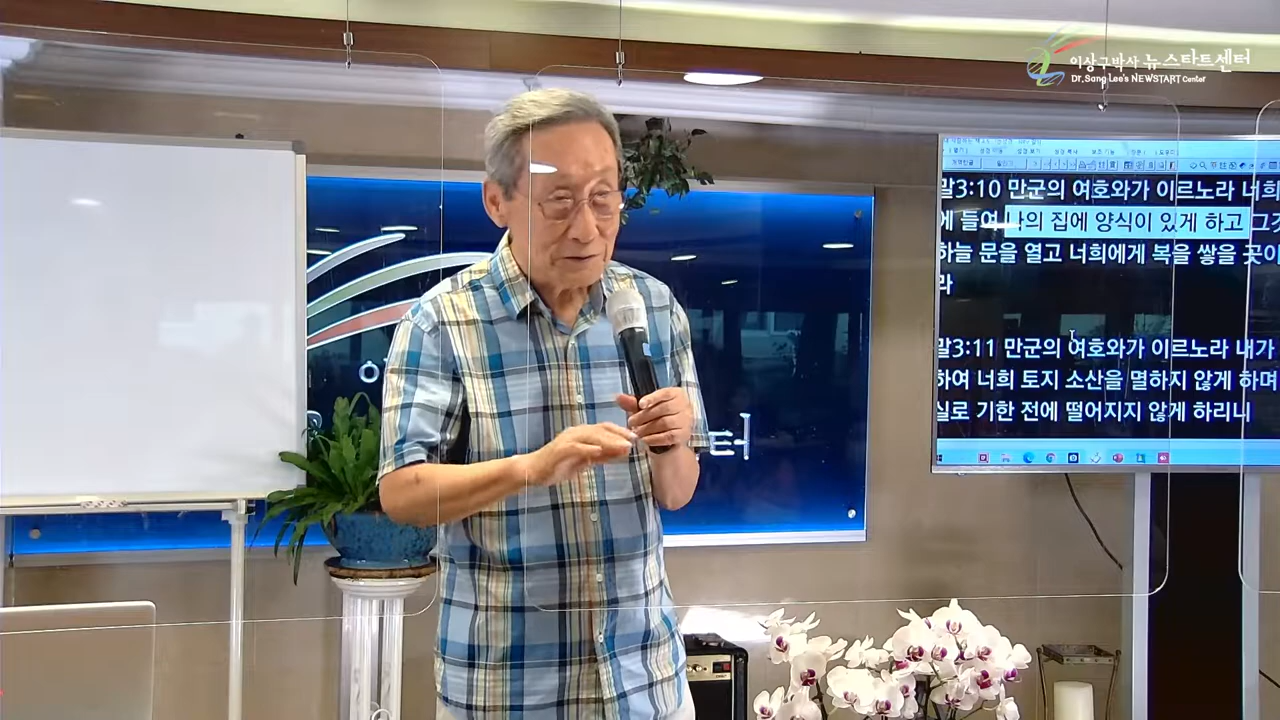 이상구박사 뉴스타트센터
Dr. Sang Lee's NEWSTART Center
말3:10 만군의 여호와가 이르노라 너희
에 들여 나의 집에 양식이 있게 하고 그것
하늘 문을 열고 너희에게 복을 쌓을 곳이
라
말3:11 만군의 여호와가 이르노라 내가
하여 너희 토지 소산을 멸하지 않게 하며
실로 기한 전에 떨어지지 않게 하리니
터